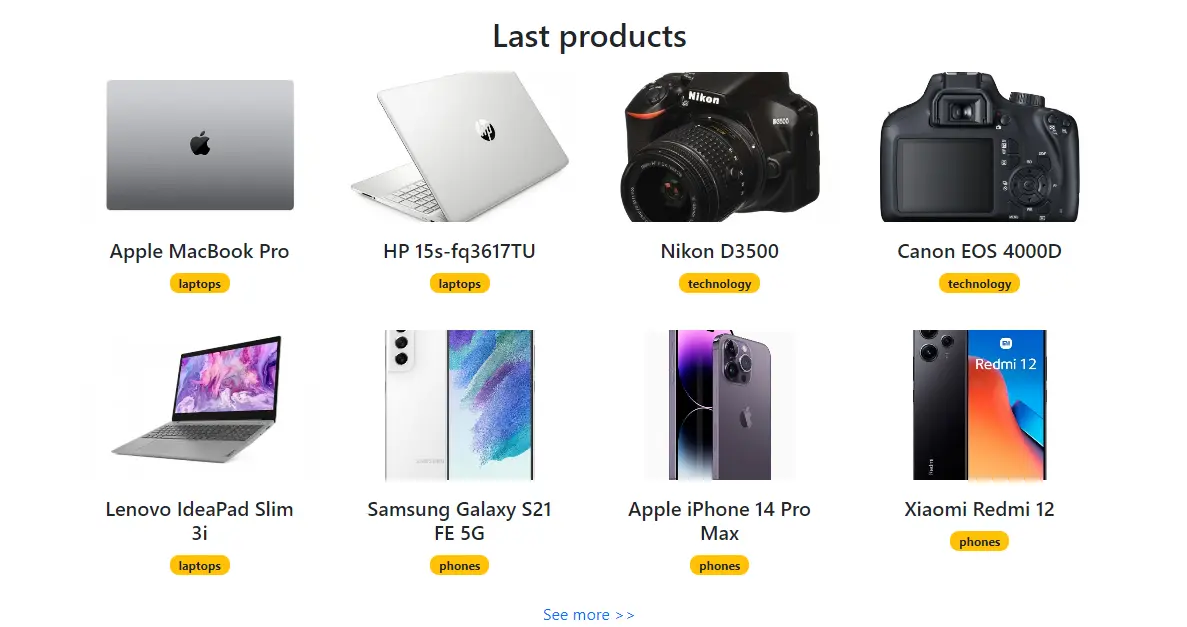 Last products
Nikon
D3500
Apple MacBook Pro
HP 15s-fq3617TU
Nikon D3500
Canon EOS 4000D
laptops
laptops
technology
technology
Redmi 12
Lenovo IdeaPad Slim
3i
Samsung Galaxy S21
FE 5G
Apple iPhone 14 Pro
Max
Xiaomi Redmi 12
laptops
phones
phones
phones
See more >>